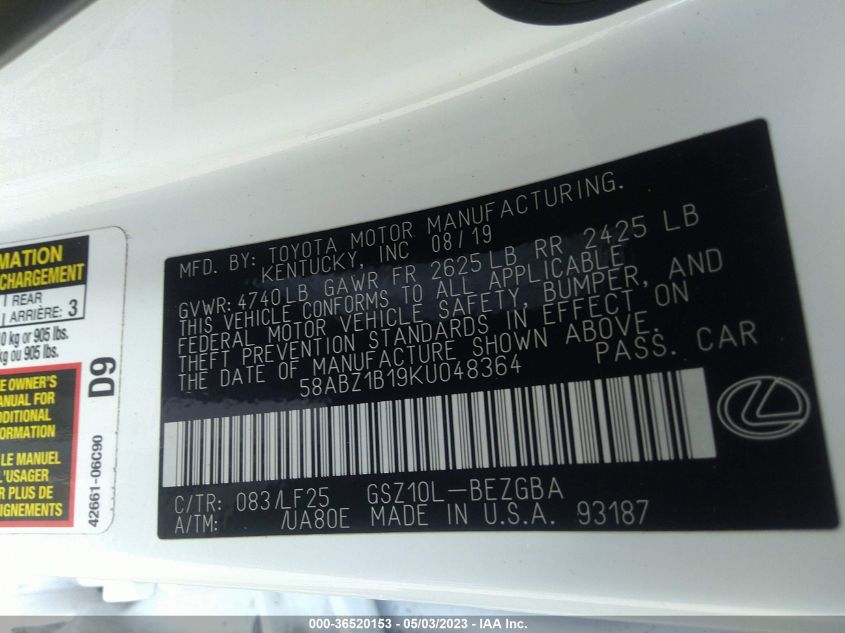 MFD. BY: TOYOTA MOTOR MANUFACTURING.
KENTUCKY, INC 08/19
GVWR: 4740LB GAWR FR 2625LB RR 2425 LB
THIS VEHICLE CONFORMS TO ALL APPLICABLE
FEDERAL MOTOR VEHICLE SAFETY, BUMPER, AND
THEFT PREVENTION STANDARDS IN EFFECT ON
THE DATE OF MANUFACTURE SHOWN ABOVE.
58ABZ1B19KU048364 PASS. CAR
C/TR: 083/LF25 GSZ10L-BEZGBA
A/TM: /UA80E MADE IN U.S.A. 93187
MATION
CHARGEMENT
REAR
ARRIÈRE: 3
0 kg or 905 lbs.
kg ou 905 lbs.
E OWNER'S
ANUAL FOR
DDITIONAL
FORMATION
LE MANUEL
L'USAGER
R PLUS DE
IGNEMENTS
D9
42661-06C90
000-36520153 - 05/03/2023 - IAA Inc.